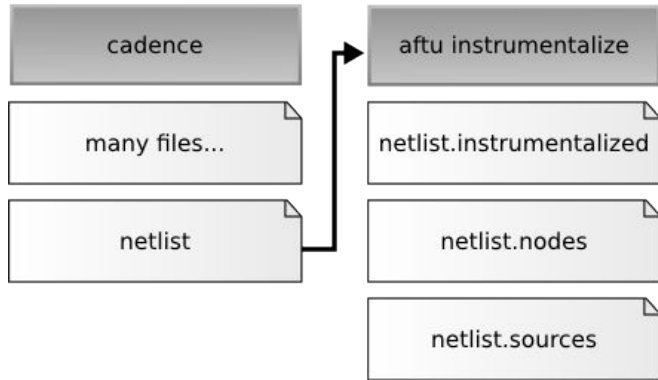 cadence
many files...
netlist
aftu instrumentalize
netlist.instrumentalized
netlist.nodes
netlist.sources